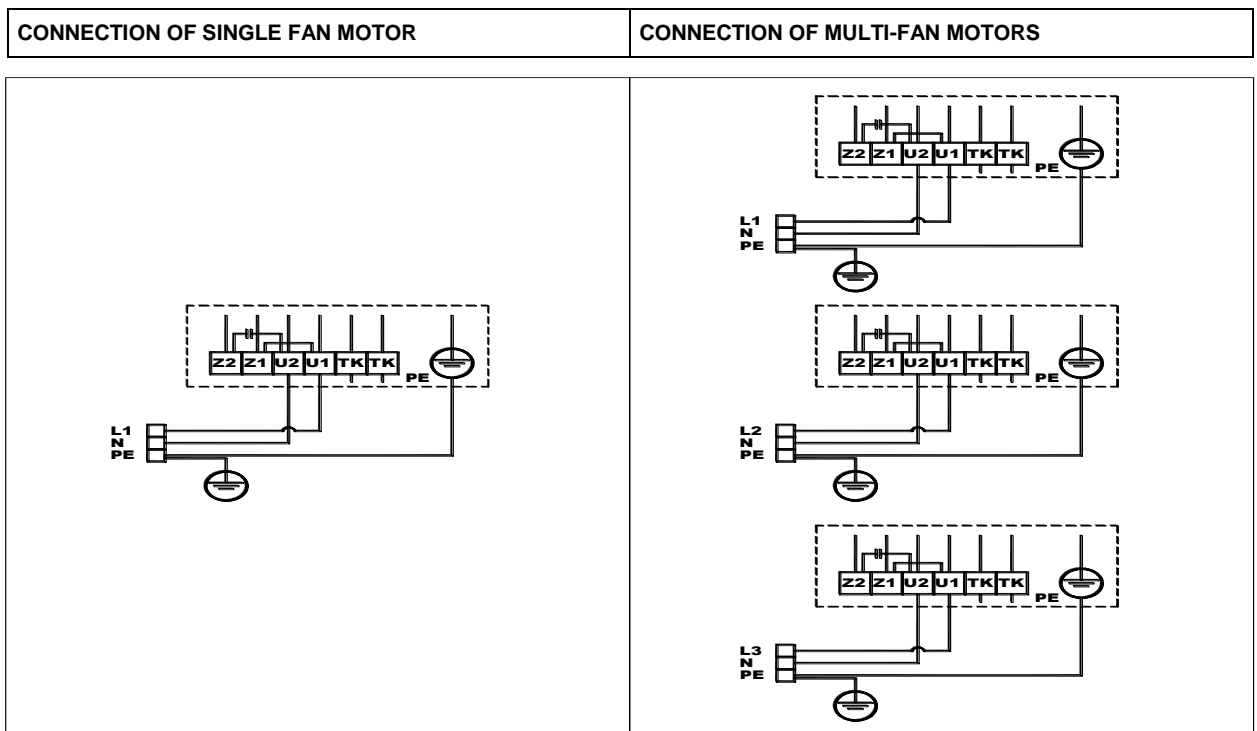 CONNECTION OF SINGLE FAN MOTOR
CONNECTION OF MULTI-FAN MOTORS
Z2 Z1 U2 U1 TK TK
PE
L1
N
PE
Z2 Z1 U2 U1 TK TK
PE
L1
N
PE
Z2 Z1 U2 U1 TK TK
PE
L2
N
PE
Z2 Z1 U2 U1 TK TK
PE
L3
N
PE